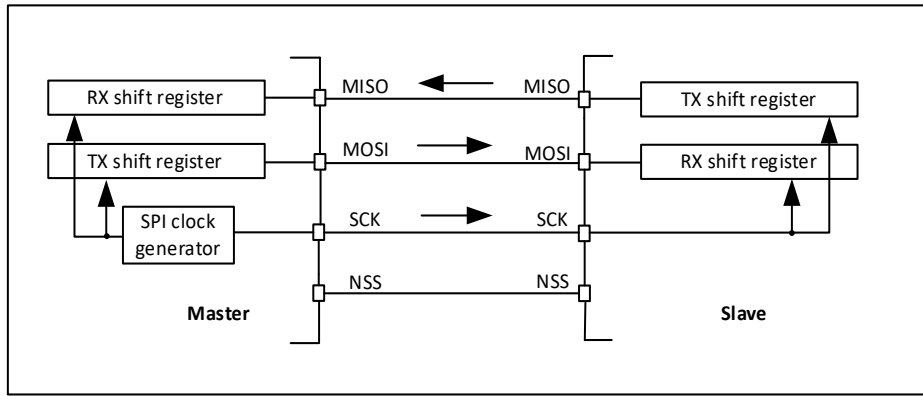 RX shift register
MISO
MISO
TX shift register
TX shift register
MOSI
MOSI
RX shift register
SPI clock
generator
SCK
SCK
NSS
NSS
Master
Slave